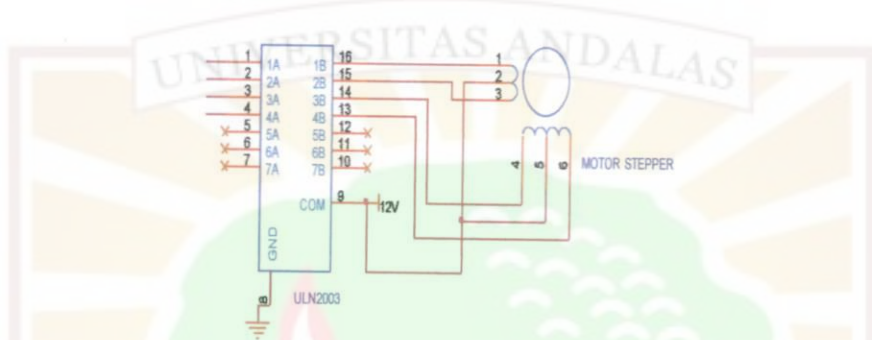 UNIVERSITAS ANDALAS
1 1A 1B 16 1
2 2A 2B 15 2
3 3A 3B 14 3
4 4A 4B 13
5 5A 5B 12
6 6A 6B 11
7 7A 7B 10
4 5 6 MOTOR STEPPER
COM 9 12V
GND
8 ULN2003